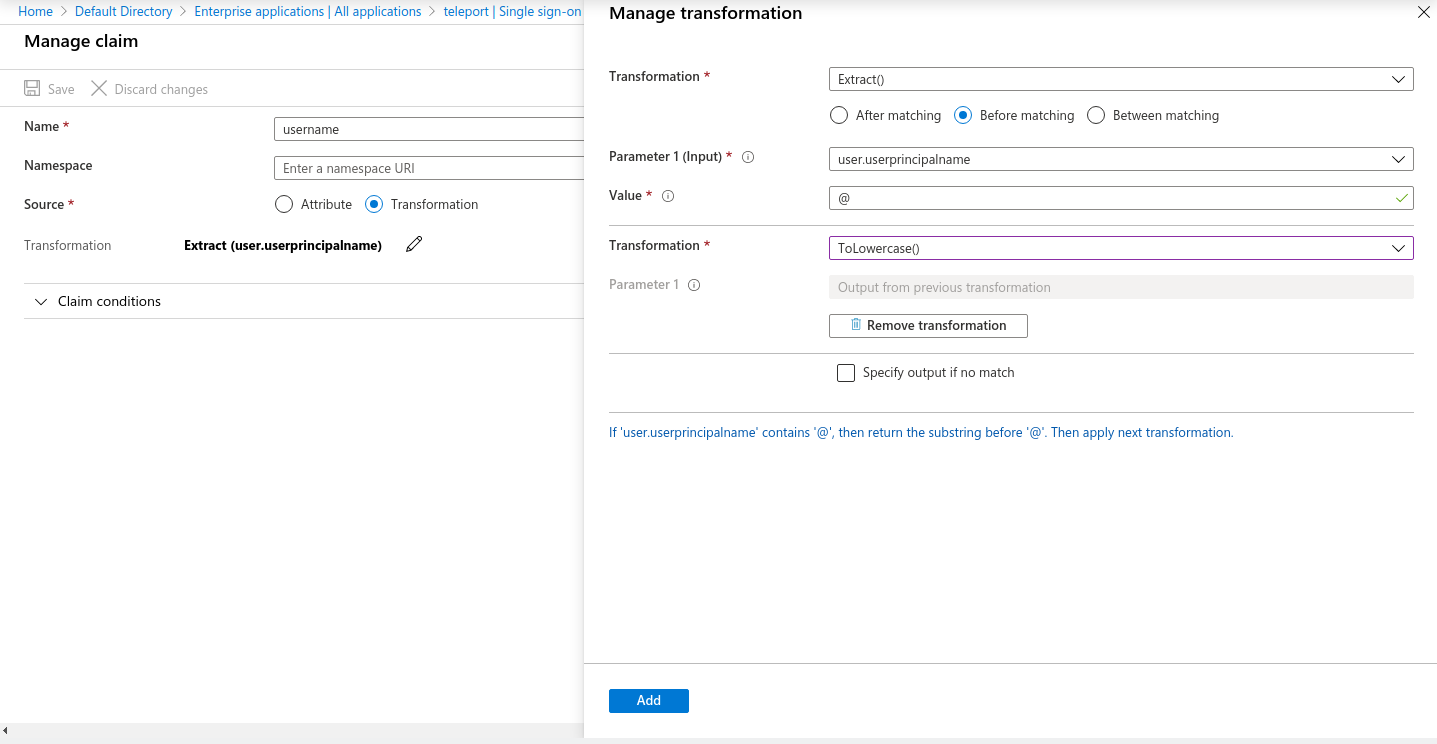 Home > Default Directory > Enterprise applications | All applications > teleport | Single sign-on
Manage claim
Save Discard changes
Name * username
Namespace Enter a namespace URI
Source * Attribute Transformation
Transformation Extract (user.userprincipalname)
Claim conditions
Manage transformation
Transformation * Extract()
After matching Before matching Between matching
Parameter 1 (Input) * user.userprincipalname
Value * @
Transformation * ToLowercase()
Parameter 1 Output from previous transformation
Remove transformation
Specify output if no match
If 'user.userprincipalname' contains '@', then return the substring before '@'. Then apply next transformation.
Add